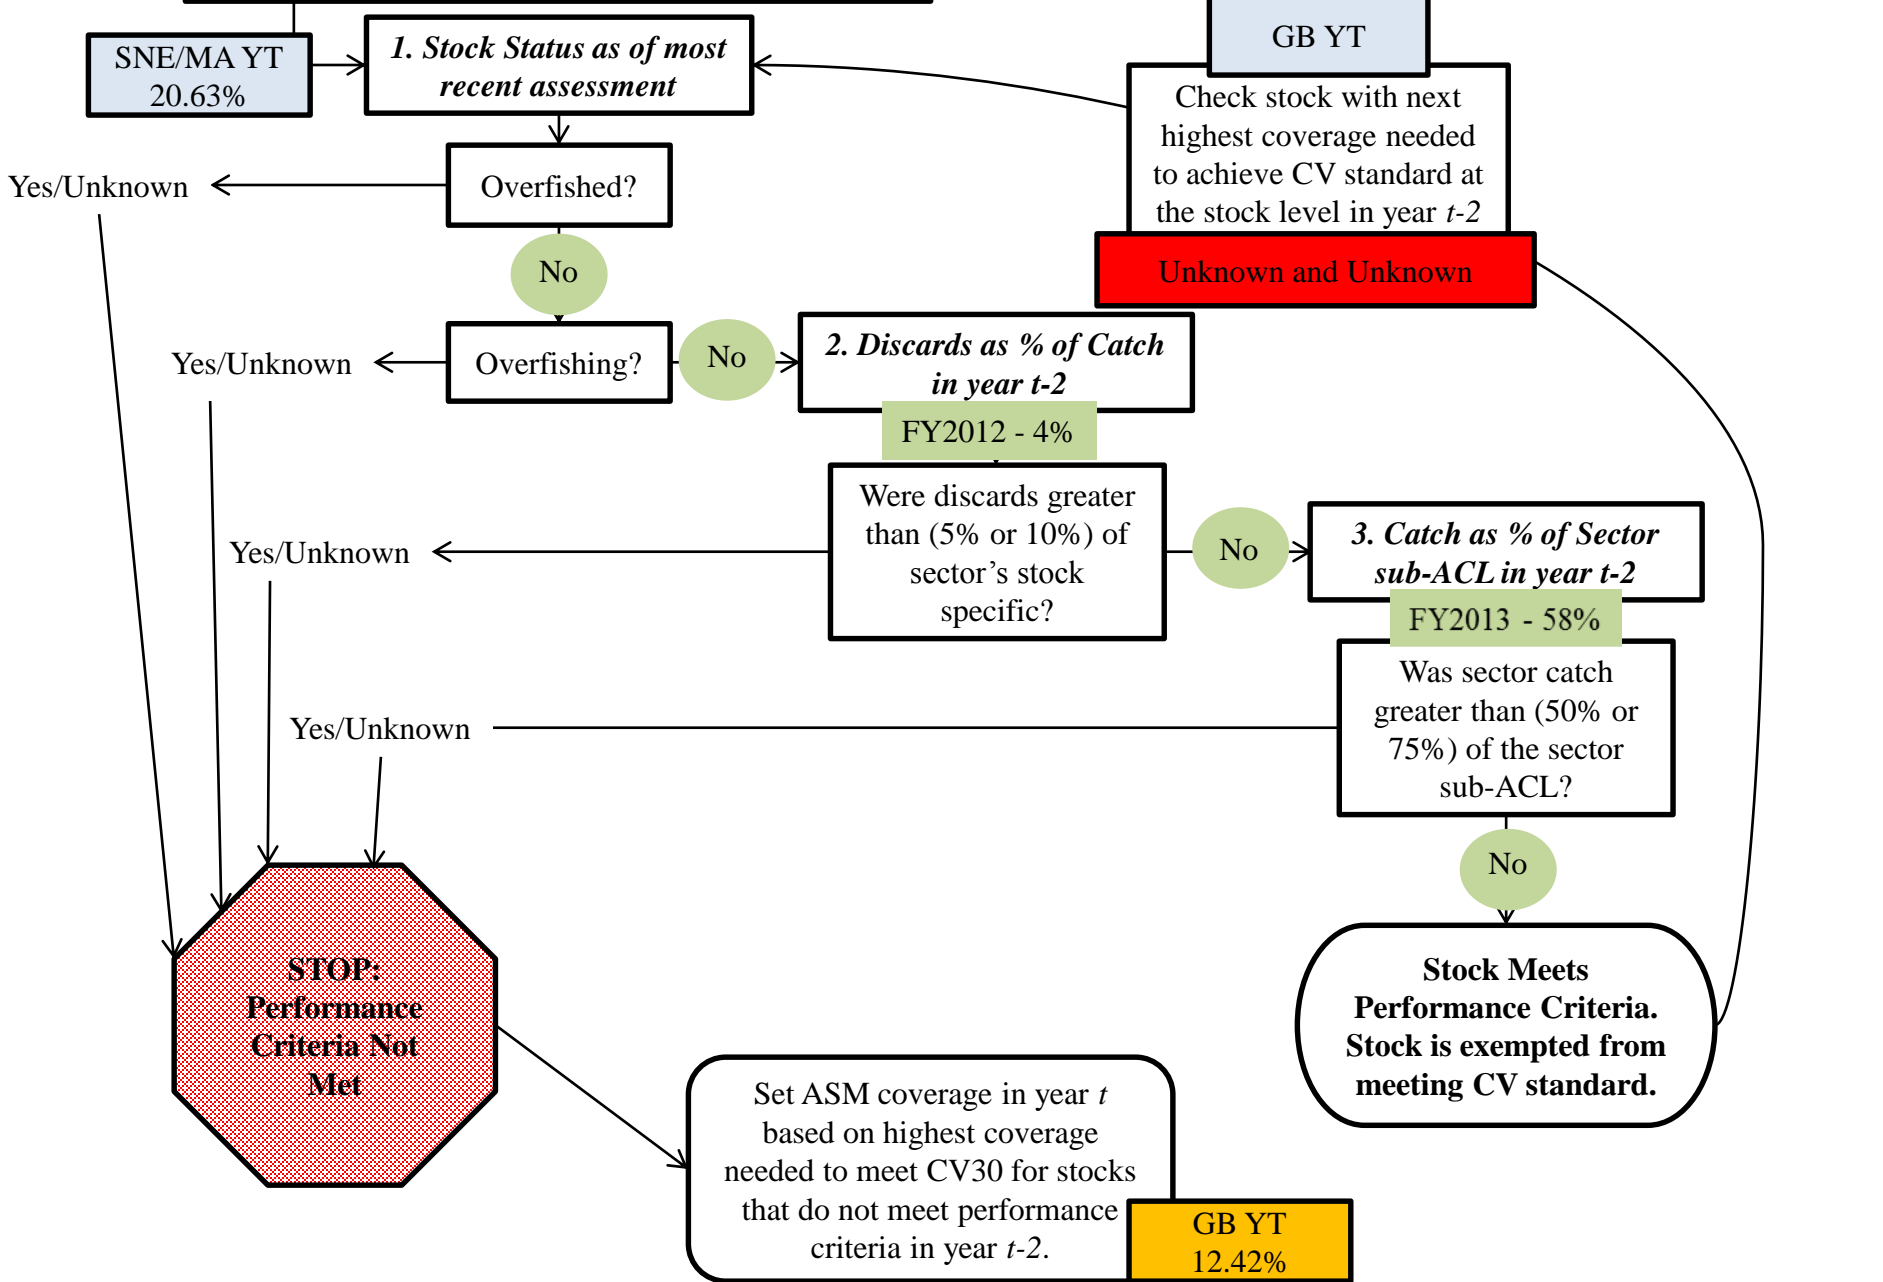 SNE/MA YT
20.63%
1. Stock Status as of most
recent assessment
GB YT
Check stock with next
highest coverage needed
to achieve CV standard at
the stock level in year t-2
Unknown and Unknown
Yes/Unknown
Overfished?
No
Yes/Unknown
Overfishing?
No
2. Discards as % of Catch
in year t-2
FY2012 - 4%
Were discards greater
than (5% or 10%) of
sector’s stock
specific?
Yes/Unknown
No
3. Catch as % of Sector
sub-ACL in year t-2
FY2013 - 58%
Was sector catch
greater than (50% or
75%) of the sector
sub-ACL?
Yes/Unknown
No
STOP:
Performance
Criteria Not
Met
Stock Meets
Performance Criteria.
Stock is exempted from
meeting CV standard.
Set ASM coverage in year t
based on highest coverage
needed to meet CV30 for stocks
that do not meet performance
criteria in year t-2.
GB YT
12.42%